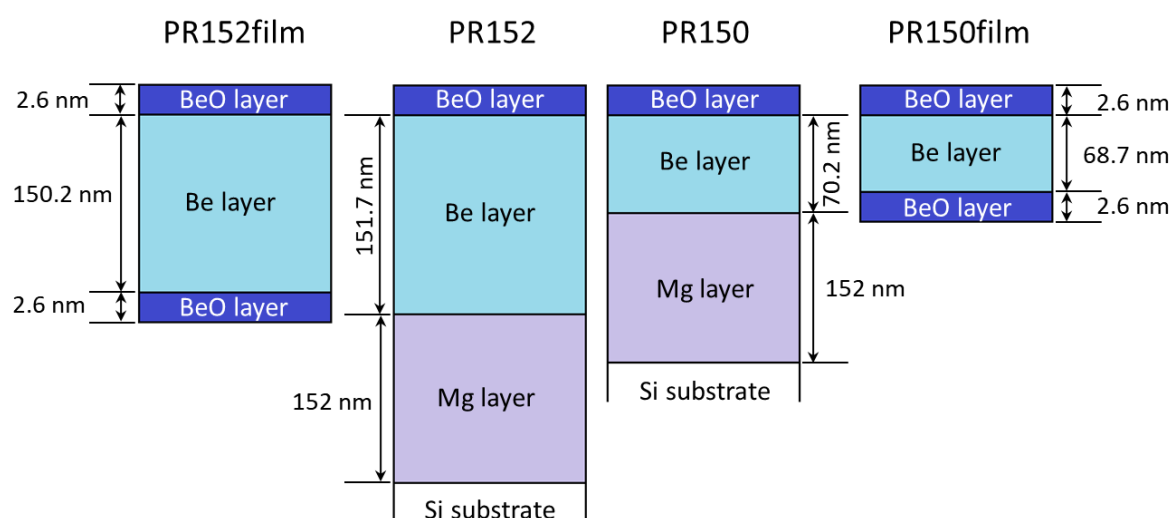 PR152film
PR152
PR150
PR150film
2.6 nm
BeO layer
150.2 nm
Be layer
2.6 nm
BeO layer
BeO layer
151.7 nm
Be layer
152 nm
Mg layer
Si substrate
BeO layer
Be layer
70.2 nm
Mg layer
152 nm
Si substrate
BeO layer
2.6 nm
Be layer
68.7 nm
BeO layer
2.6 nm